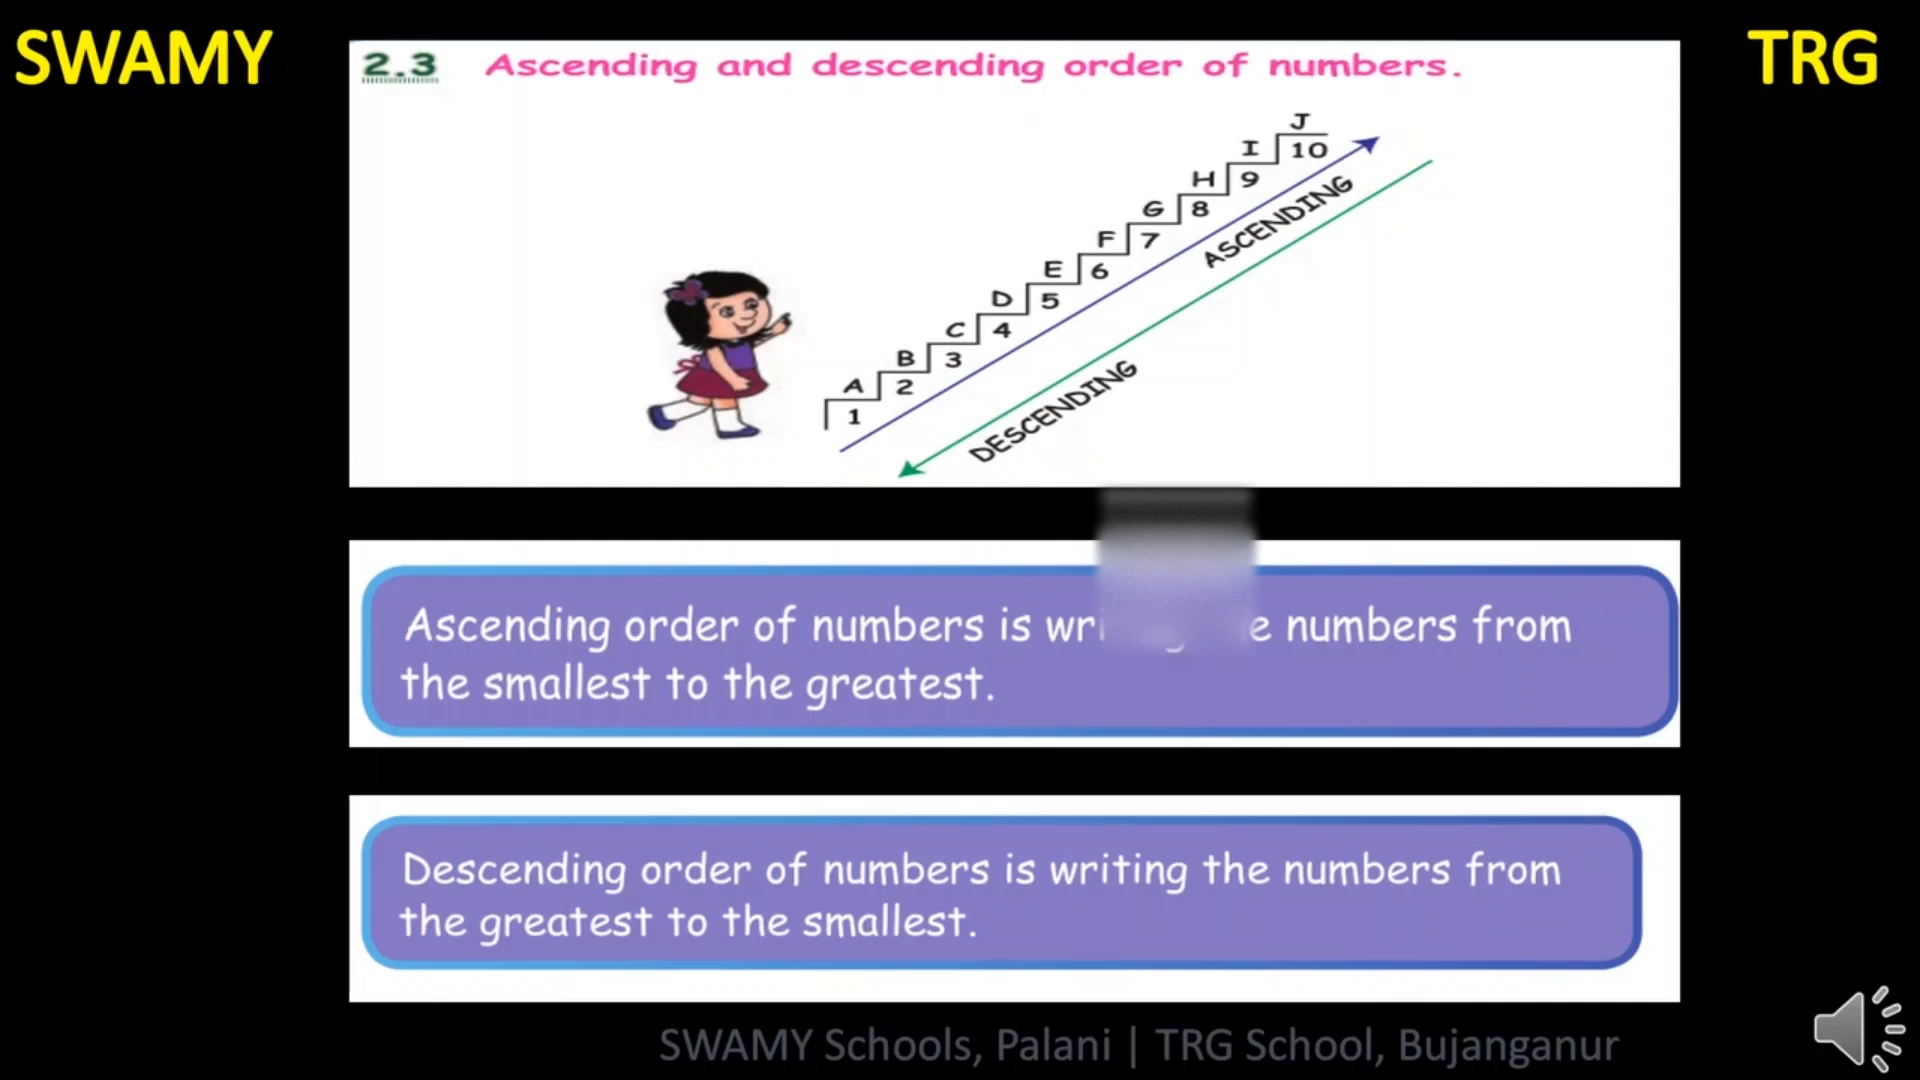 SWAMY
TRG
2.3 Ascending and descending order of numbers.
J
I 10
H 9
G 8
F 7
E 6
D 5
C 4
B 3
A 2
1
ASCENDING
DESCENDING
Ascending order of numbers is numbers from
the smallest to the greatest.
Descending order of numbers is writing the numbers from
the greatest to the smallest.
SWAMY Schools, Palani | TRG School, Bujanganur